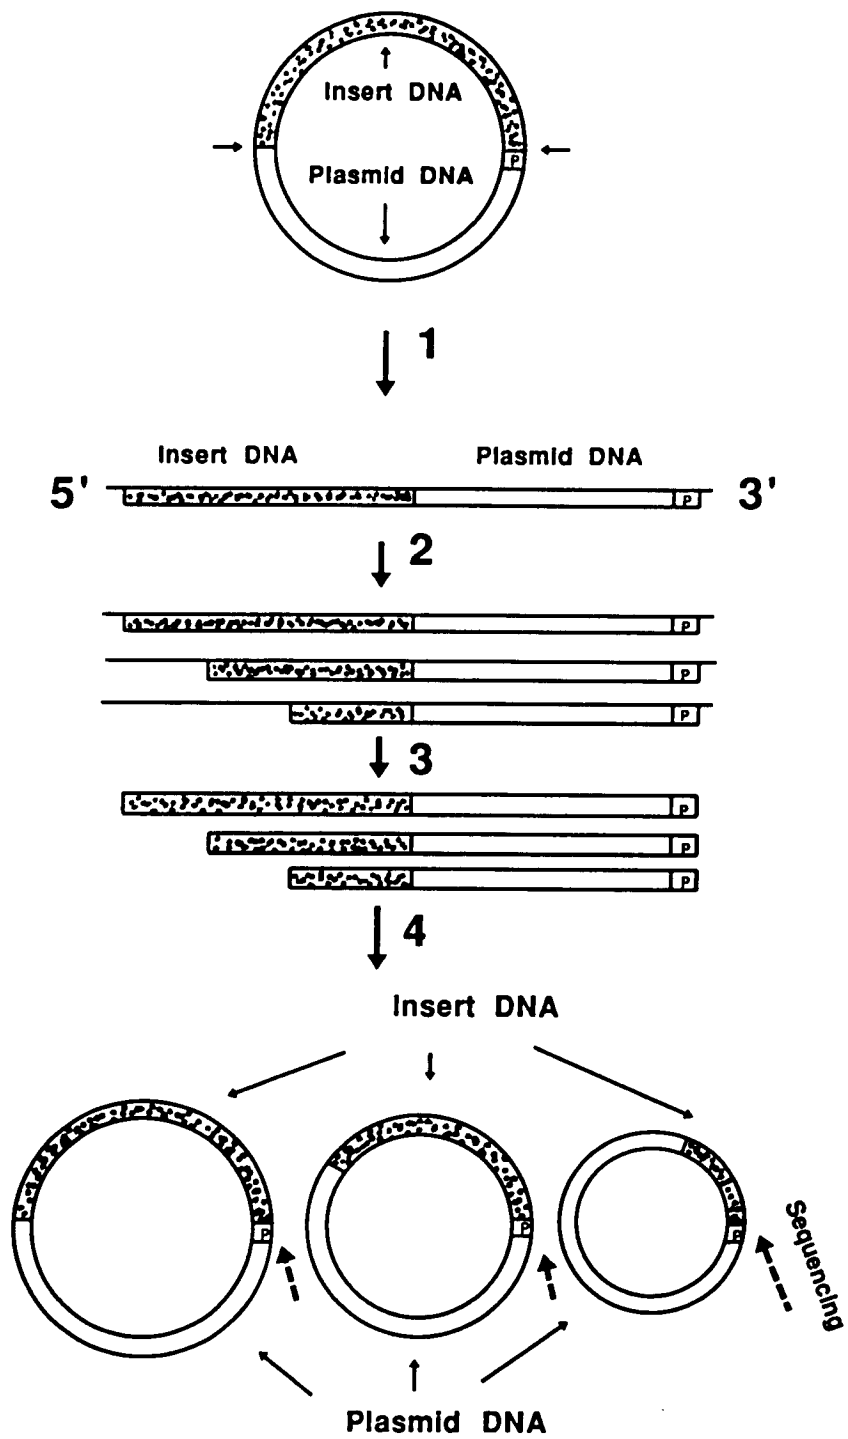 Insert DNA
P
Plasmid DNA
1
Insert DNA Plasmid DNA
5' P 3'
2
P
P
P
3
P
P
P
4
Insert DNA
P P P
Sequencing
Plasmid DNA